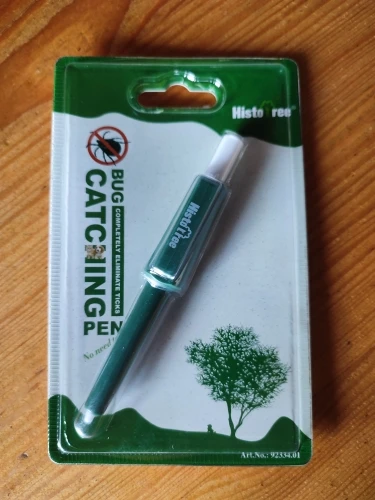 HistoTree®
BUG
COMPLETELY ELIMINATE TICKS
CATCHING
PEN
No need
HistoTree
Art.No.: 92334.01